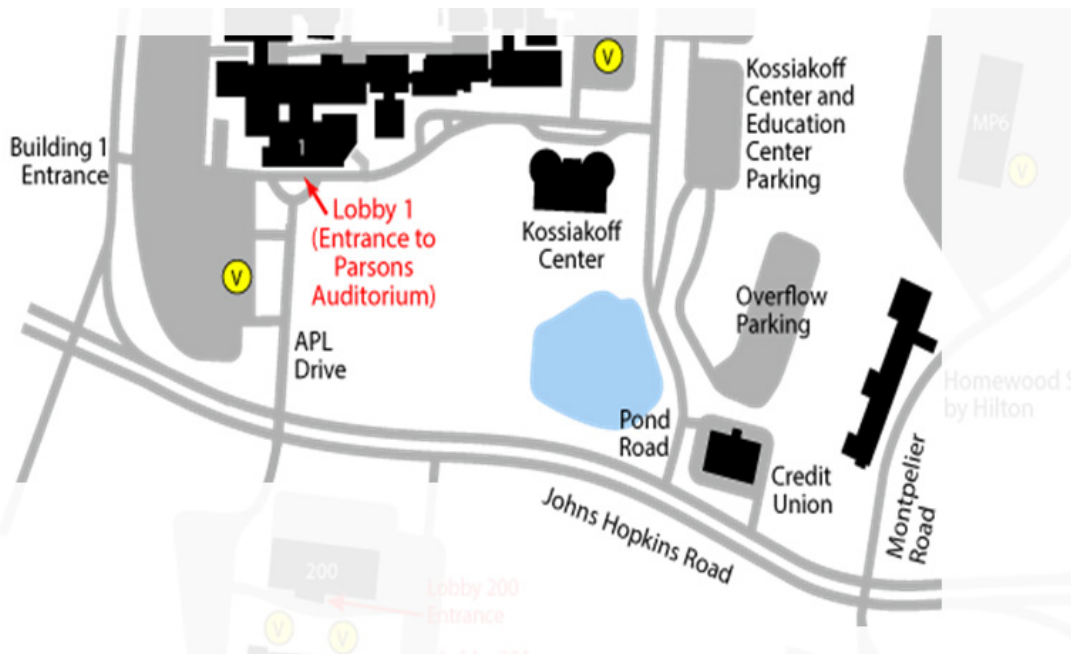 V
Kossiakoff
Center and
Education
Center
Parking
MP6
V
Building 1
Entrance
1
Lobby 1
(Entrance to
Parsons
Auditorium)
Kossiakoff
Center
V
Overflow
Parking
APL
Drive
Homewood S
by Hilton
Pond
Road
Credit
Union
Montpelier
Road
Johns Hopkins Road
200
Lobby 200
Entrance
V
V